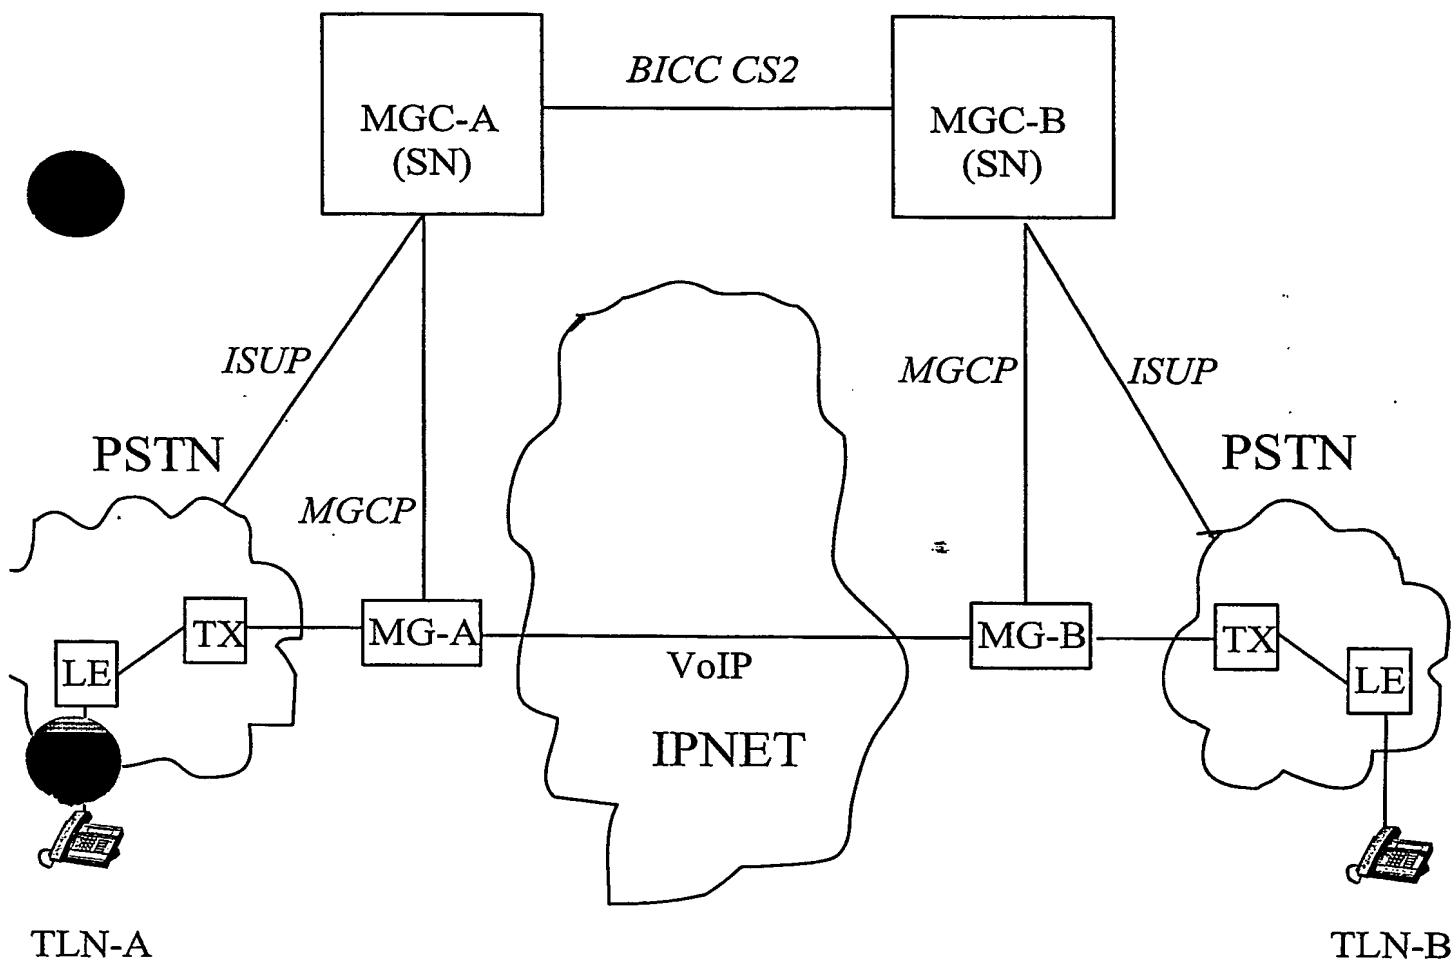 BICC CS2
MGC-A
(SN)
MGC-B
(SN)
ISUP
MGCP
MGCP
ISUP
PSTN
PSTN
TX
MG-A
MG-B
TX
LE
VoIP
LE
IPNET
TLN-A
TLN-B